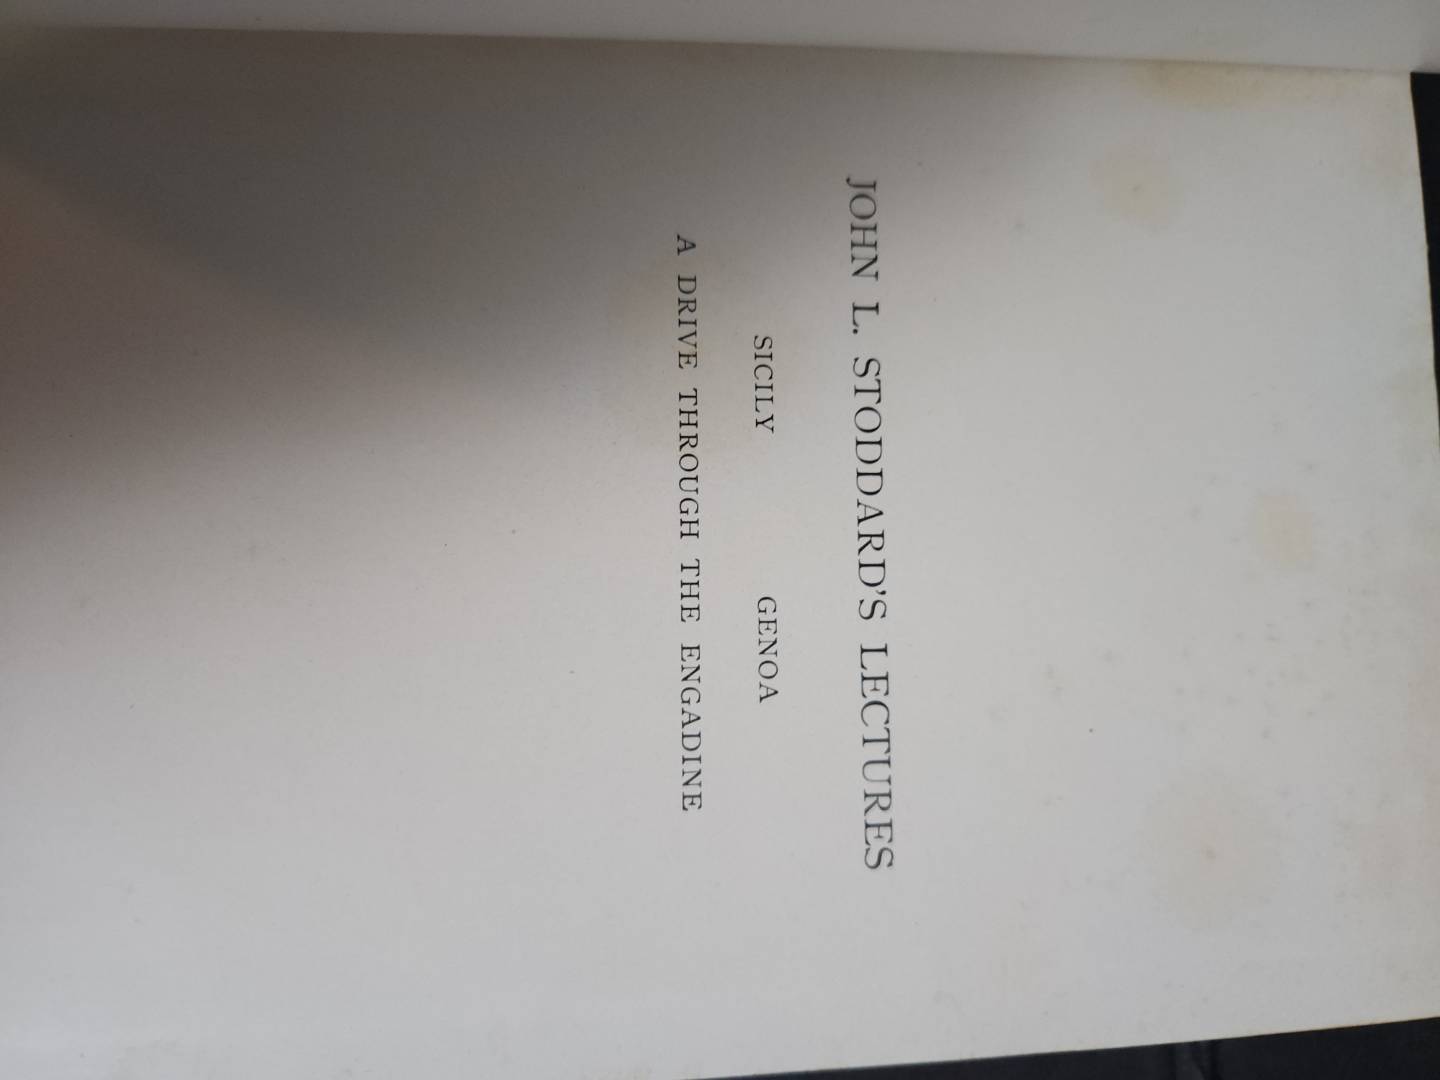 JOHN L. STODDARD'S LECTURES
SICILY GENOA
A DRIVE THROUGH THE ENGADINE